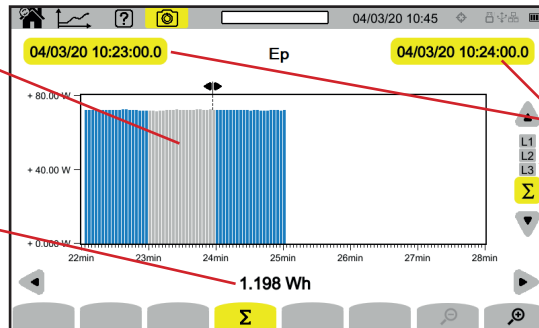 ?
04/03/20 10:45
04/03/20 10:23:00.0
Ep
04/03/20 10:24:00.0
+ 80.00 W
+ 40.00 W
+ 0.000 W
22min 23min 24min 25min 26min 27min 28min
L1
L2
L3
Σ
1.198 Wh
Σ